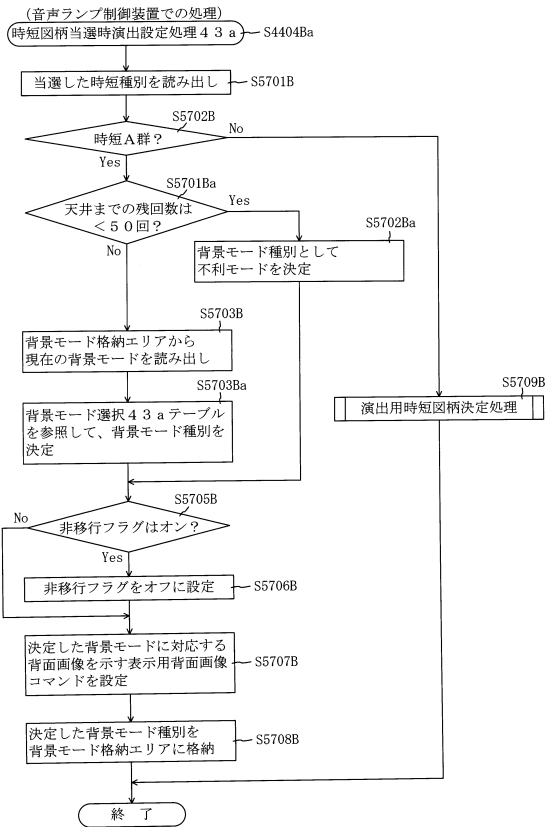 (音声ランプ制御装置での処理)
時短図柄当選時演出設定処理43a
S4404Ba
当選した時短種別を読み出し
S5701B
時短A群?
S5702B
No
Yes
天井までの残回数は
<50回?
S5701Ba
Yes
No
背景モード種別として
不利モードを決定
S5702Ba
背景モード格納エリアから
現在の背景モードを読み出し
S5703B
背景モード選択43aテーブル
を参照して、背景モード種別を
決定
S5703Ba
演出用時短図柄決定処理
S5709B
非移行フラグはオン?
S5705B
No
Yes
非移行フラグをオフに設定
S5706B
決定した背景モードに対応する
背面画像を示す表示用背面画像
コマンドを設定
S5707B
決定した背景モード種別を
背景モード格納エリアに格納
S5708B
終 了